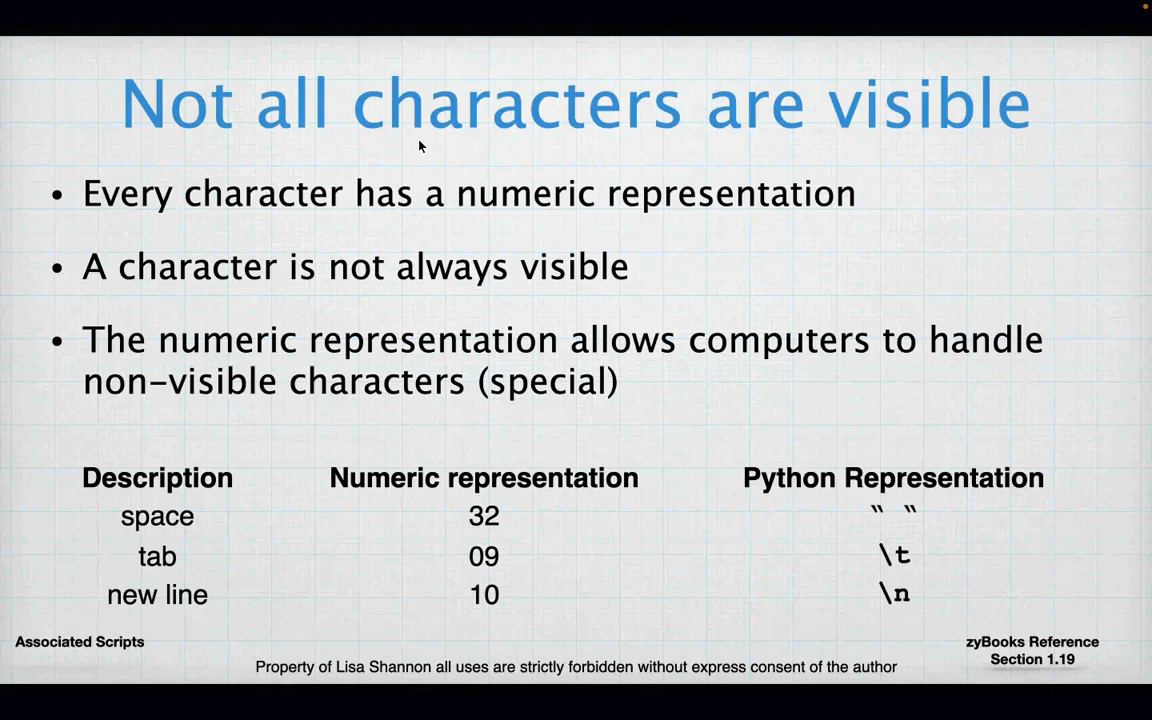 Not all characters are visible
• Every character has a numeric representation
• A character is not always visible
• The numeric representation allows computers to handle
non-visible characters (special)
Description Numeric representation Python Representation
space 32 " "
tab 09 \t
new line 10 \n
Associated Scripts
zyBooks Reference
Section 1.19
Property of Lisa Shannon all uses are strictly forbidden without express consent of the author